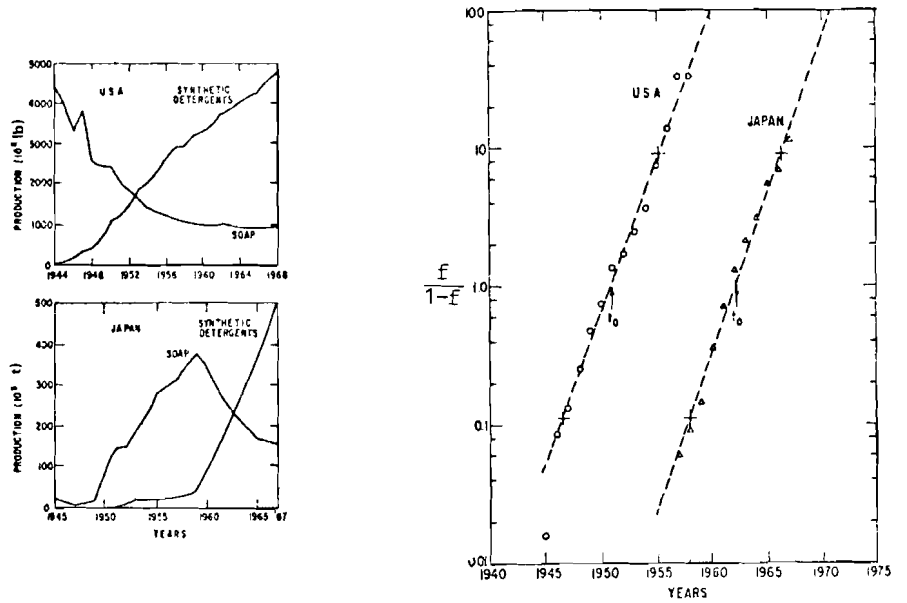 5000
4000
3000
2000
1000
0
PRODUCTION (10⁶ lb)
USA
SYNTHETIC
DETERGENTS
SOAP
1944 1948 1952 1956 1960 1964 1968
500
400
300
200
100
0
PRODUCTION (10³ t)
JAPAN
SYNTHETIC
DETERGENTS
SOAP
1945 1950 1955 1960 1965 '67
YEARS
100
10
1.0
0.1
.001
f
1-f
USA
JAPAN
t₀
t₀
1940 1945 1950 1955 1960 1965 1970 1975
YEARS